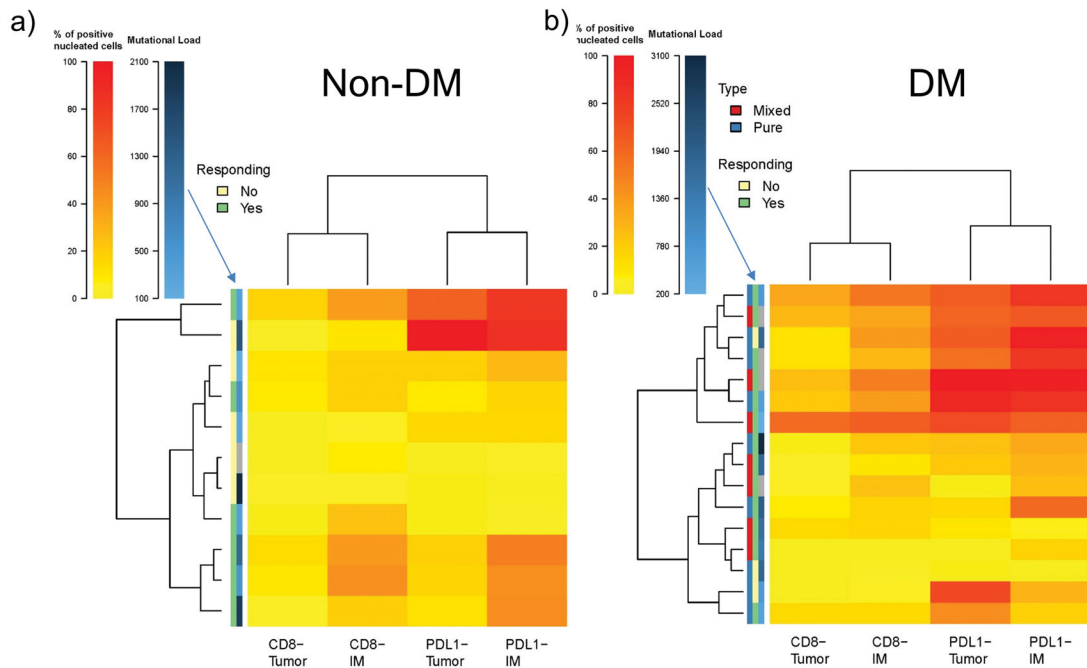 a)
% of positive
nucleated cells
Mutational Load
100
80
60
40
20
0
2100
1700
1300
2100
900
500
100
Non-DM
Responding
No
Yes
CD8–
Tumor
CD8–
IM
PDL1–
Tumor
PDL1–
IM
b)
% of positive
nucleated cells
Mutational Load
100
80
60
40
20
0
3100
2520
1940
1360
780
200
DM
Type
Mixed
Pure
Responding
No
Yes
CD8–
Tumor
CD8–
IM
PDL1–
Tumor
PDL1–
IM